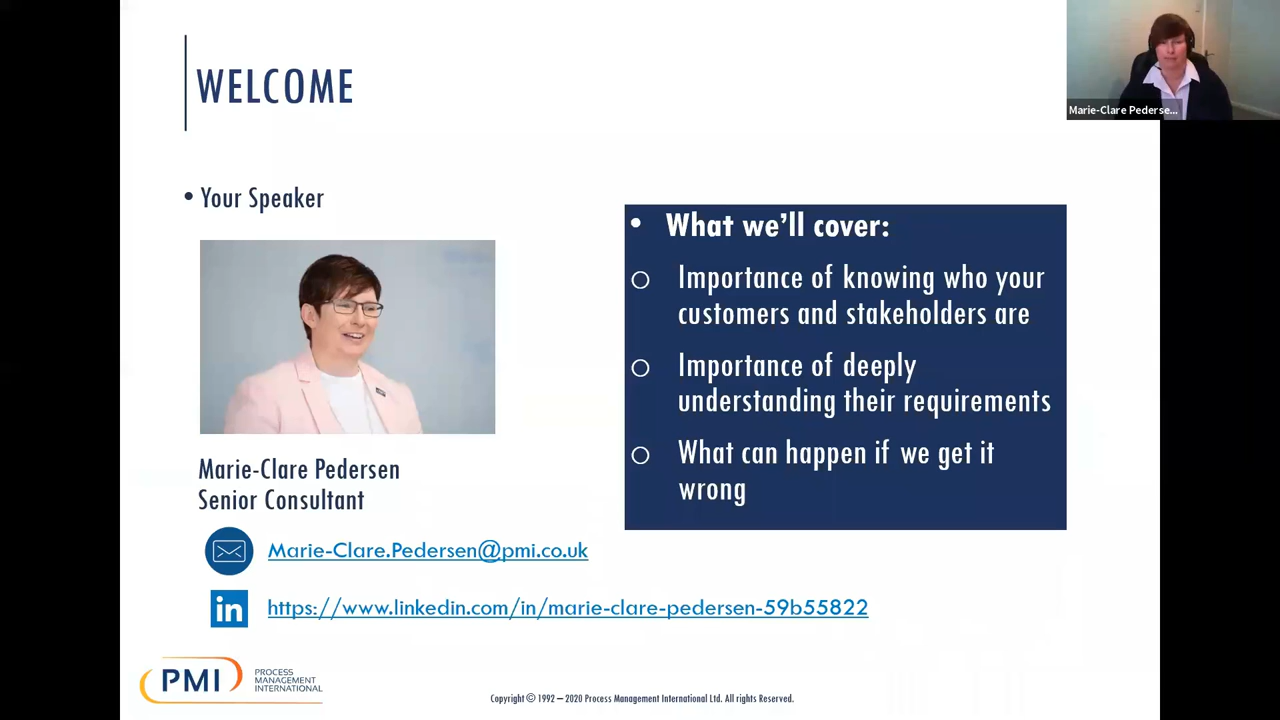 WELCOME
Marie-Clare Pederse...
• Your Speaker
• What we'll cover:
o Importance of knowing who your
customers and stakeholders are
o Importance of deeply
understanding their requirements
o What can happen if we get it
wrong
Marie-Clare Pedersen
Senior Consultant
Marie-Clare.Pedersen@pmi.co.uk
in https://www.linkedin.com/in/marie-clare-pedersen-59b55822
PMI
PROCESS
MANAGEMENT
INTERNATIONAL
Copyright © 1992 – 2020 Process Management International Ltd. All rights Reserved.